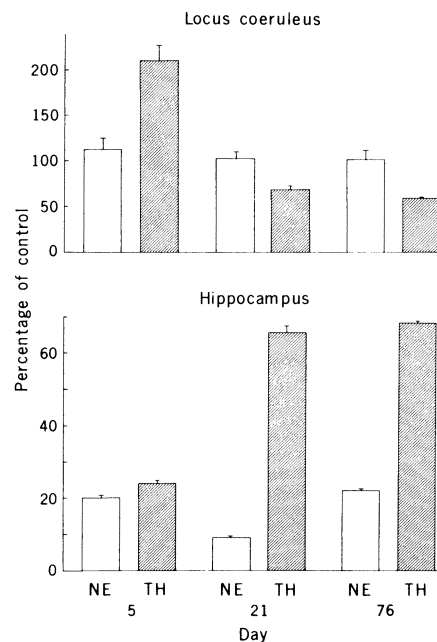 Locus coeruleus
200
150
100
50
0
Percentage of control
Hippocampus
60
40
20
0
NE TH NE TH NE TH
5 21 76
Day